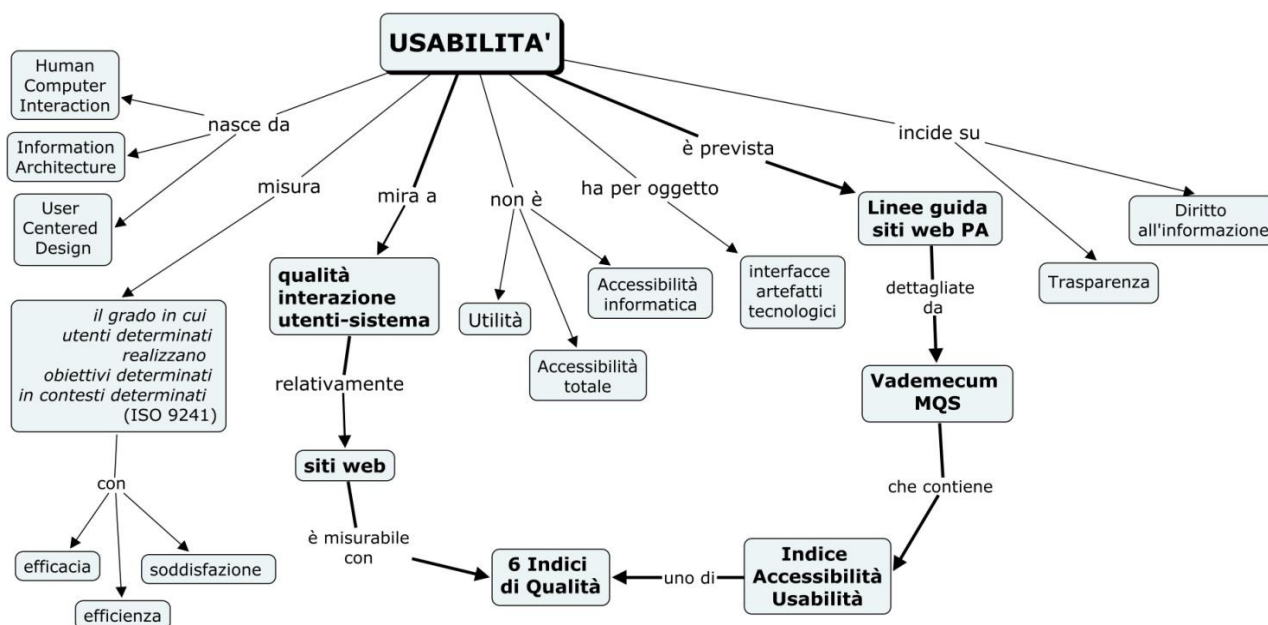 USABILITA'
Human
Computer
Interaction
nasce da
Information
Architecture
User
Centered
Design
misura
il grado in cui
utenti determinati
realizzano
obiettivi determinati
in contesti determinati
(ISO 9241)
con
efficacia
efficienza
soddisfazione
mira a
qualità
interazione
utenti-sistema
relativamente
siti web
è misurabile
con
6 Indici
di Qualità
non è
Utilità
Accessibilità
totale
Accessibilità
informatica
ha per oggetto
interfacce
artefatti
tecnologici
è prevista
Linee guida
siti web PA
dettagliate
da
Vademecum
MQS
che contiene
Indice
Accessibilità
Usabilità
uno di
incide su
Trasparenza
Diritto
all'informazione